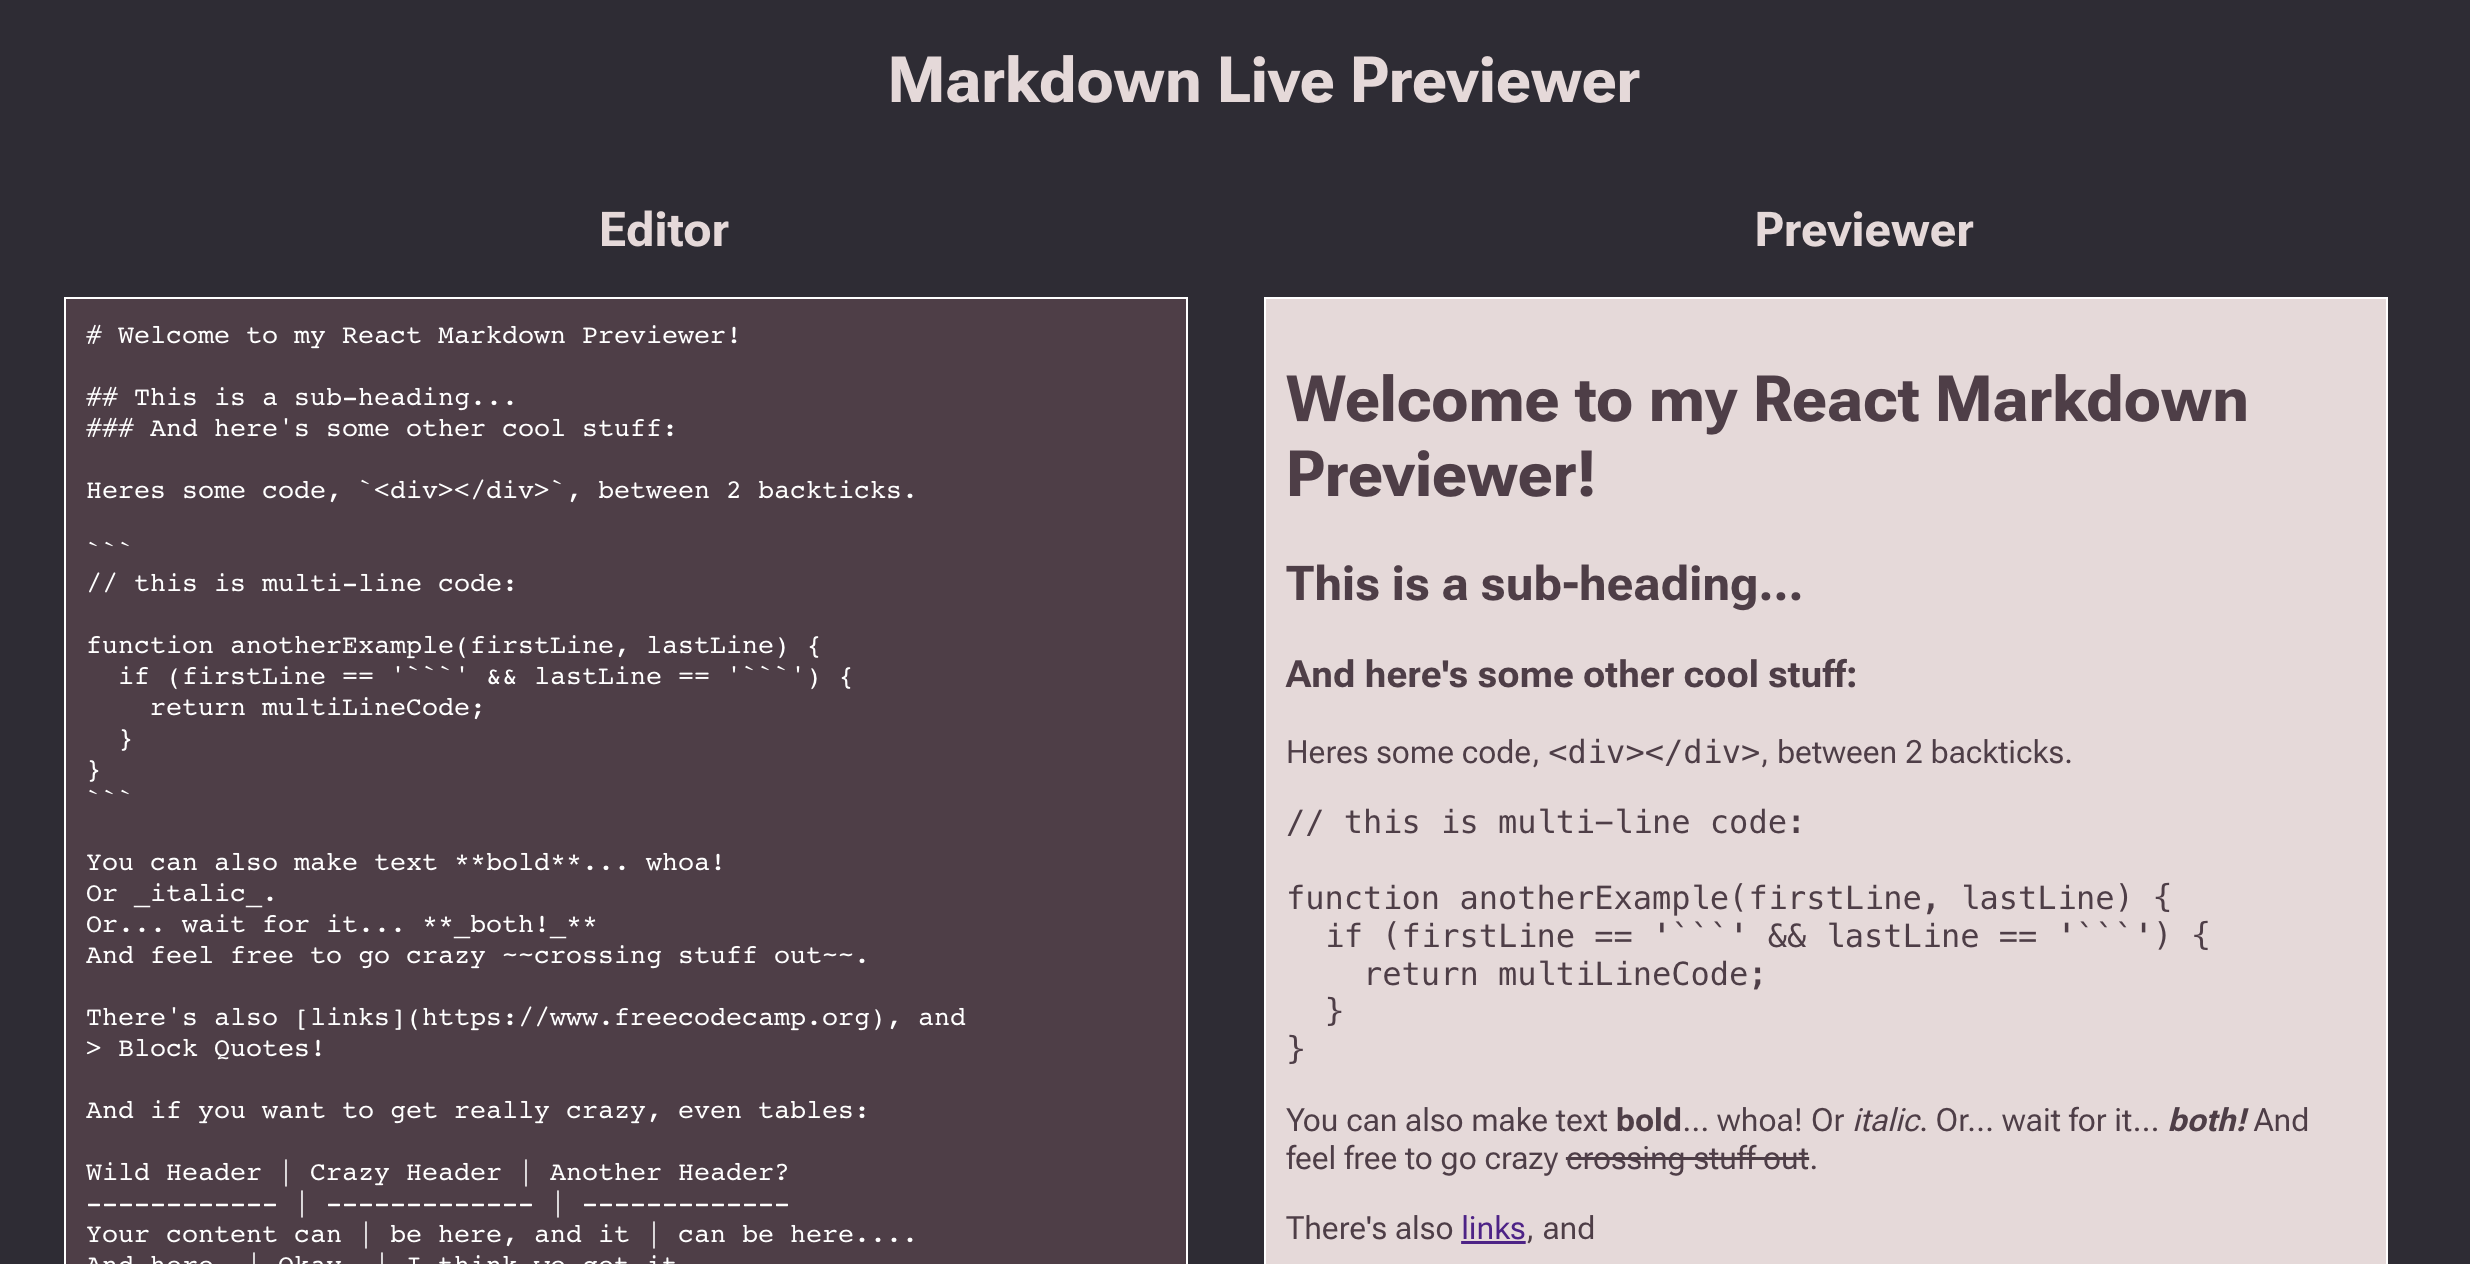 Markdown Live Previewer
Editor
# Welcome to my React Markdown Previewer!
## This is a sub-heading...
### And here's some other cool stuff:
Heres some code, `<div></div>`, between 2 backticks.
```
// this is multi-line code:
function anotherExample(firstLine, lastLine) {
  if (firstLine == '```' && lastLine == '```') {
    return multiLineCode;
  }
}
```
You can also make text **bold**... whoa!
Or _italic_.
Or... wait for it... **_both!_**
And feel free to go crazy ~~crossing stuff out~~.
There's also [links](https://www.freecodecamp.org), and
> Block Quotes!
And if you want to get really crazy, even tables:
Wild Header | Crazy Header | Another Header?
------------ | ------------- | -------------
Your content can | be here, and it | can be here....
And here. | Okay. | I think we get it.
Previewer
Welcome to my React Markdown
Previewer!
This is a sub-heading...
And here's some other cool stuff:
Heres some code, <div></div>, between 2 backticks.
// this is multi-line code:
function anotherExample(firstLine, lastLine) {
  if (firstLine == '```' && lastLine == '```') {
    return multiLineCode;
  }
}
You can also make text bold... whoa! Or italic. Or... wait for it... both! And
feel free to go crazy crossing stuff out.
There's also links, and